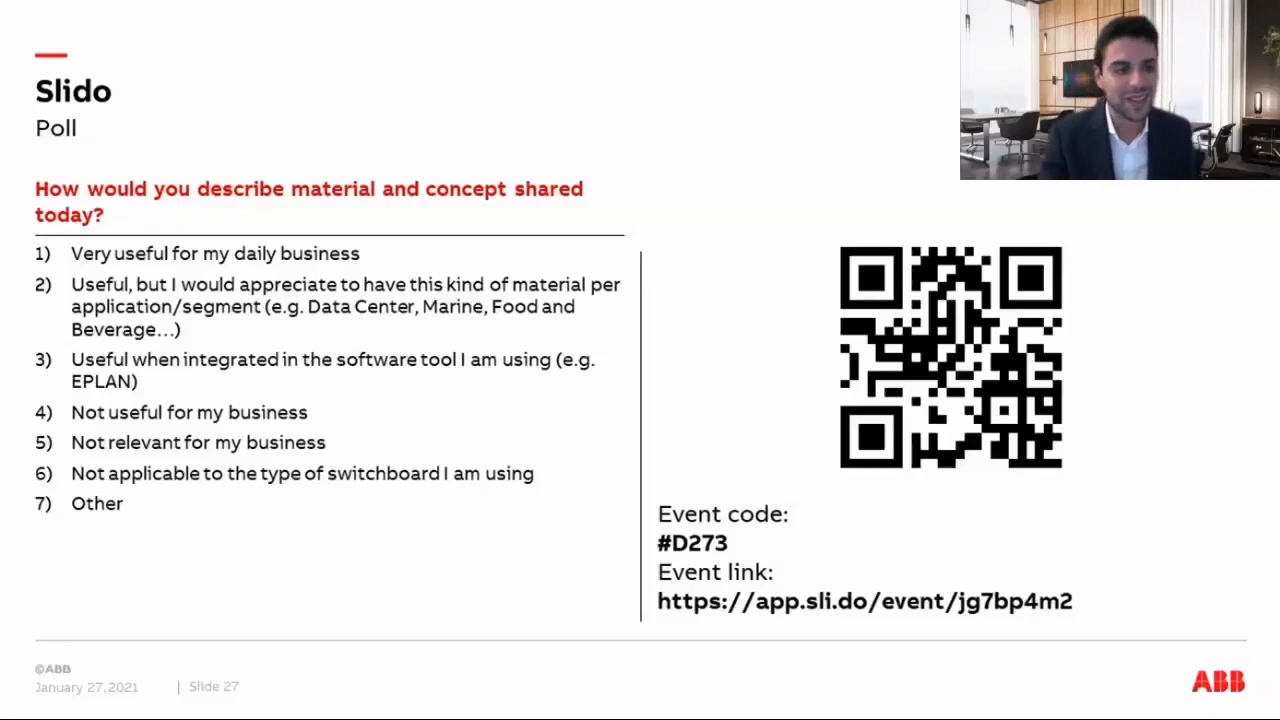 Slido
Poll
How would you describe material and concept shared
today?
1) Very useful for my daily business
2) Useful, but I would appreciate to have this kind of material per
application/segment (e.g. Data Center, Marine, Food and
Beverage...)
3) Useful when integrated in the software tool I am using (e.g.
EPLAN)
4) Not useful for my business
5) Not relevant for my business
6) Not applicable to the type of switchboard I am using
7) Other
Event code:
#D273
Event link:
https://app.sli.do/event/jg7bp4m2
©ABB
January 27, 2021 | Slide 27
ABB